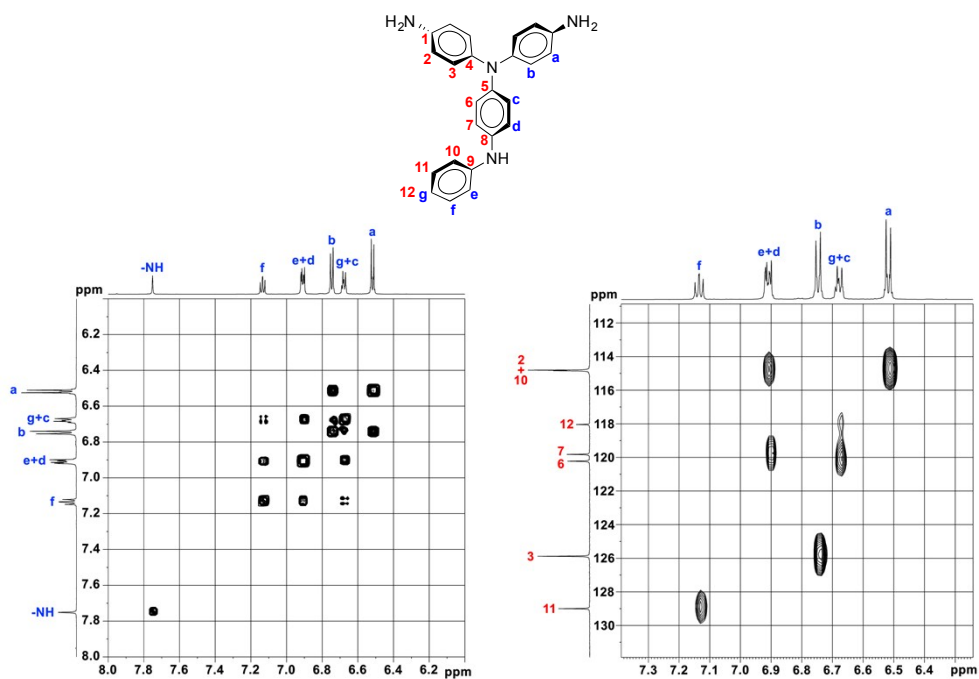 H2N
NH2
1
2
3
4
a
b
N
5
6
c
7
d
8
NH
10
9
11
12
g
e
f
-NH
f
e+d
b
g+c
a
ppm
6.2
6.4
6.6
6.8
7.0
7.2
7.4
7.6
7.8
8.0
a
g+c
b
e+d
f
-NH
8.0 7.8 7.6 7.4 7.2 7.0 6.8 6.6 6.4 6.2 ppm
f
e+d
b
g+c
a
ppm
112
114
116
118
120
122
124
126
128
130
2
+
10
12
7
6
3
11
7.3 7.2 7.1 7.0 6.9 6.8 6.7 6.6 6.5 6.4 ppm